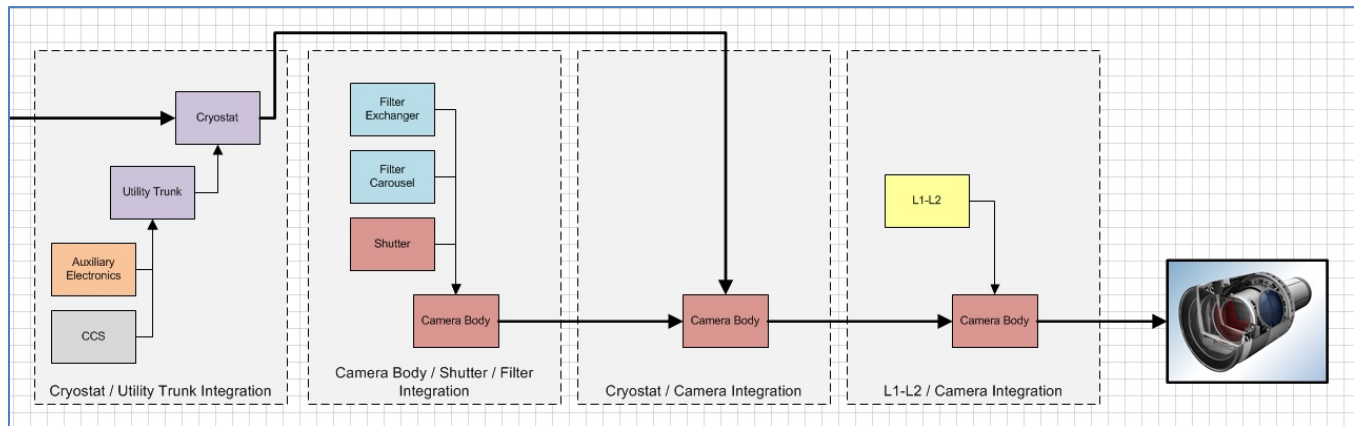 Cryostat
Utility Trunk
Auxiliary
Electronics
CCS
Cryostat / Utility Trunk Integration
Filter
Exchanger
Filter
Carousel
Shutter
Camera Body
Camera Body / Shutter / Filter
Integration
Camera Body
Cryostat / Camera Integration
L1-L2
Camera Body
L1-L2 / Camera Integration